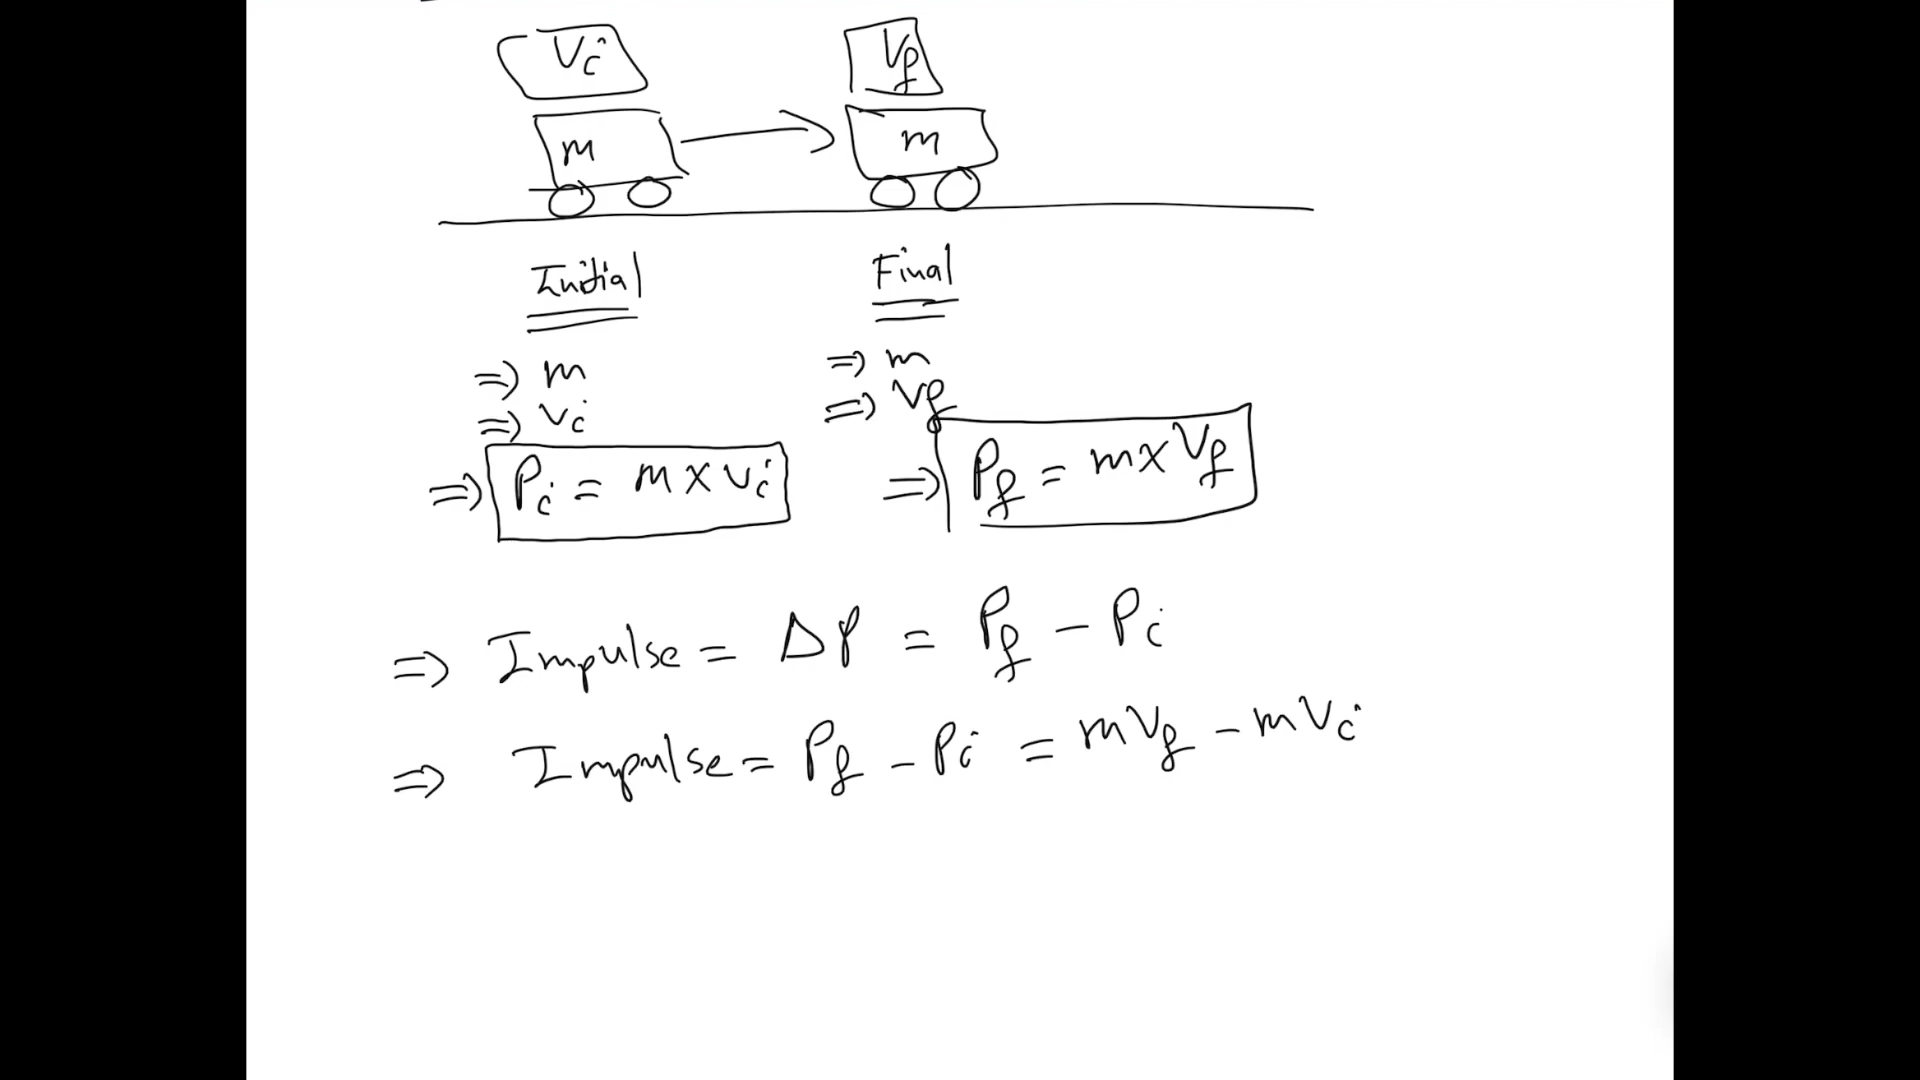 Vi Vf
m m
Initial Final
⇒ m ⇒ m
⇒ Vi ⇒ Vf
⇒ Pi = m x Vi ⇒ Pf = m x Vf
⇒ Impulse = ΔP = Pf - Pi
⇒ Impulse = Pf - Pi = mVf - mVi